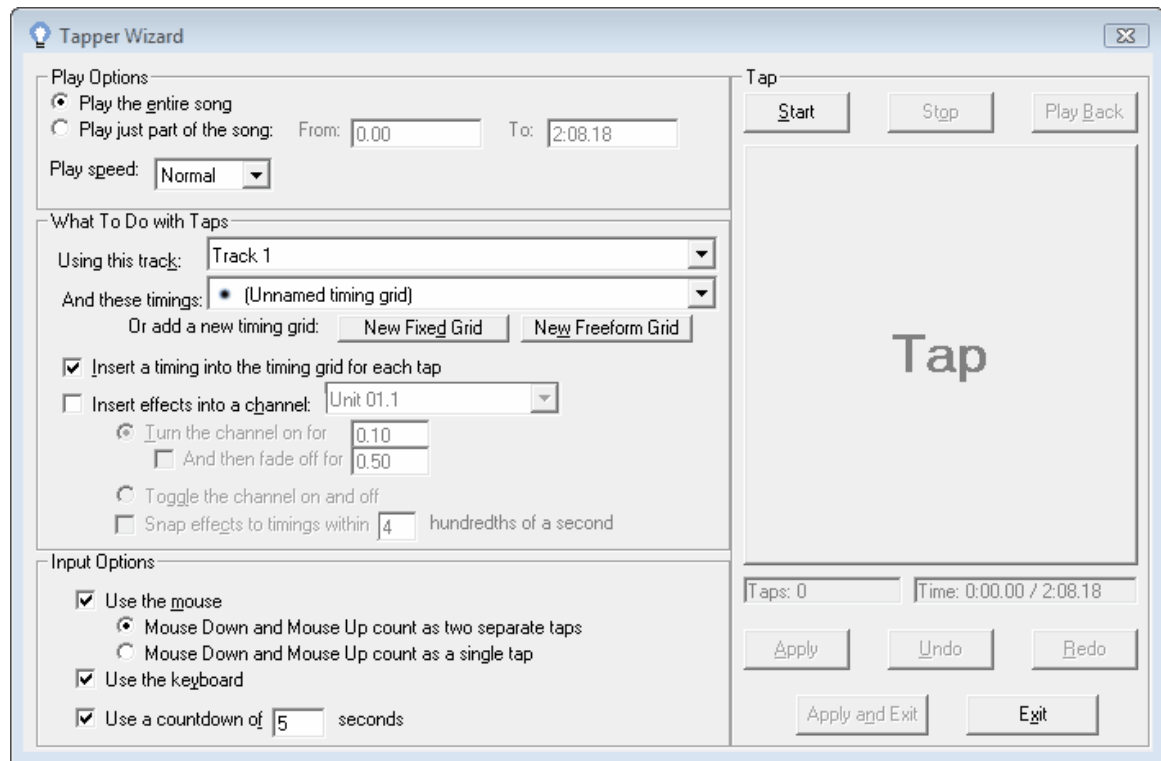 Tapper Wizard
Play Options
Play the entire song
Play just part of the song: From: 0.00 To: 2:08.18
Play speed: Normal
What To Do with Taps
Using this track: Track 1
And these timings: (Unnamed timing grid)
Or add a new timing grid: New Fixed Grid New Freeform Grid
Insert a timing into the timing grid for each tap
Insert effects into a channel: Unit 01.1
Turn the channel on for 0.10
And then fade off for 0.50
Toggle the channel on and off
Snap effects to timings within 4 hundredths of a second
Input Options
Use the mouse
Mouse Down and Mouse Up count as two separate taps
Mouse Down and Mouse Up count as a single tap
Use the keyboard
Use a countdown of 5 seconds
Tap
Start Stop Play Back
Tap
Taps: 0 Time: 0:00.00 / 2:08.18
Apply Undo Redo
Apply and Exit Exit